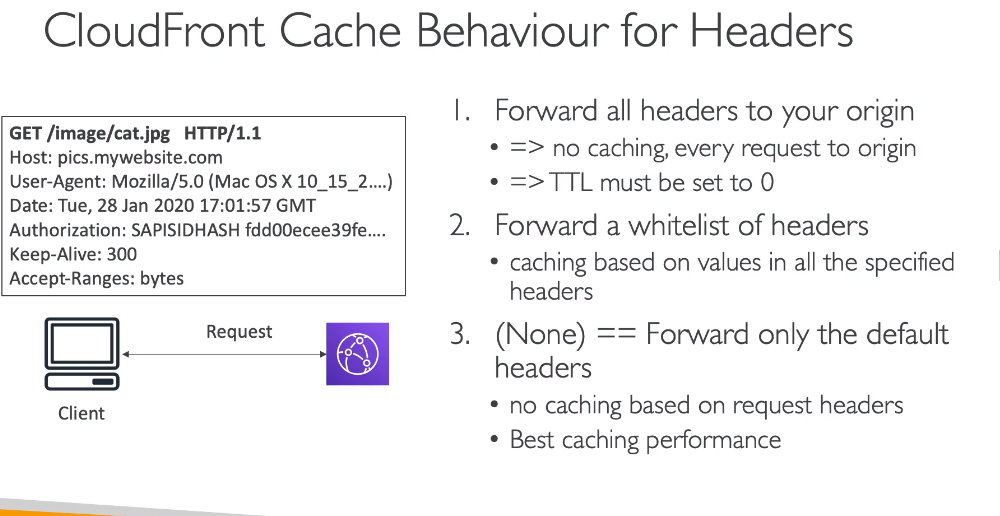 CloudFront Cache Behaviour for Headers
GET /image/cat.jpg HTTP/1.1
Host: pics.mywebsite.com
User-Agent: Mozilla/5.0 (Mac OS X 10_15_2....)
Date: Tue, 28 Jan 2020 17:01:57 GMT
Authorization: SAPISIDHASH fdd00ecee39fe....
Keep-Alive: 300
Accept-Ranges: bytes
Request
Client
1. Forward all headers to your origin
• => no caching, every request to origin
• => TTL must be set to 0
2. Forward a whitelist of headers
• caching based on values in all the specified
headers
3. (None) == Forward only the default
headers
• no caching based on request headers
• Best caching performance